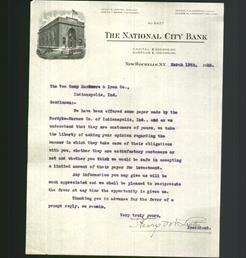 THE NATIONAL CITY BANK
NEW ROCHELLE, N.Y.    March 19th,
The Van Camp Hardware & Iron Co.,
Indianapolis, Ind.
Gentlemen:-
We have been offered some paper made by the
Nordyke-Marmon Co. of Indianapolis, Ind., and as we
understand that they are customers of yours, we take
the liberty of asking your opinion regarding the
manner in which they take care of their obligations
with you, whether they are satisfactory customers or
not and whether you think we would be safe in accepting
a limited amount of their paper for investment.
Any information you may give us will be
much appreciated and we shall be pleased to reciprocate
the favor at any time the opportunity is given us.
Thanking you in advance for the favor of a
prompt reply, we remain,
Very truly yours,
President.